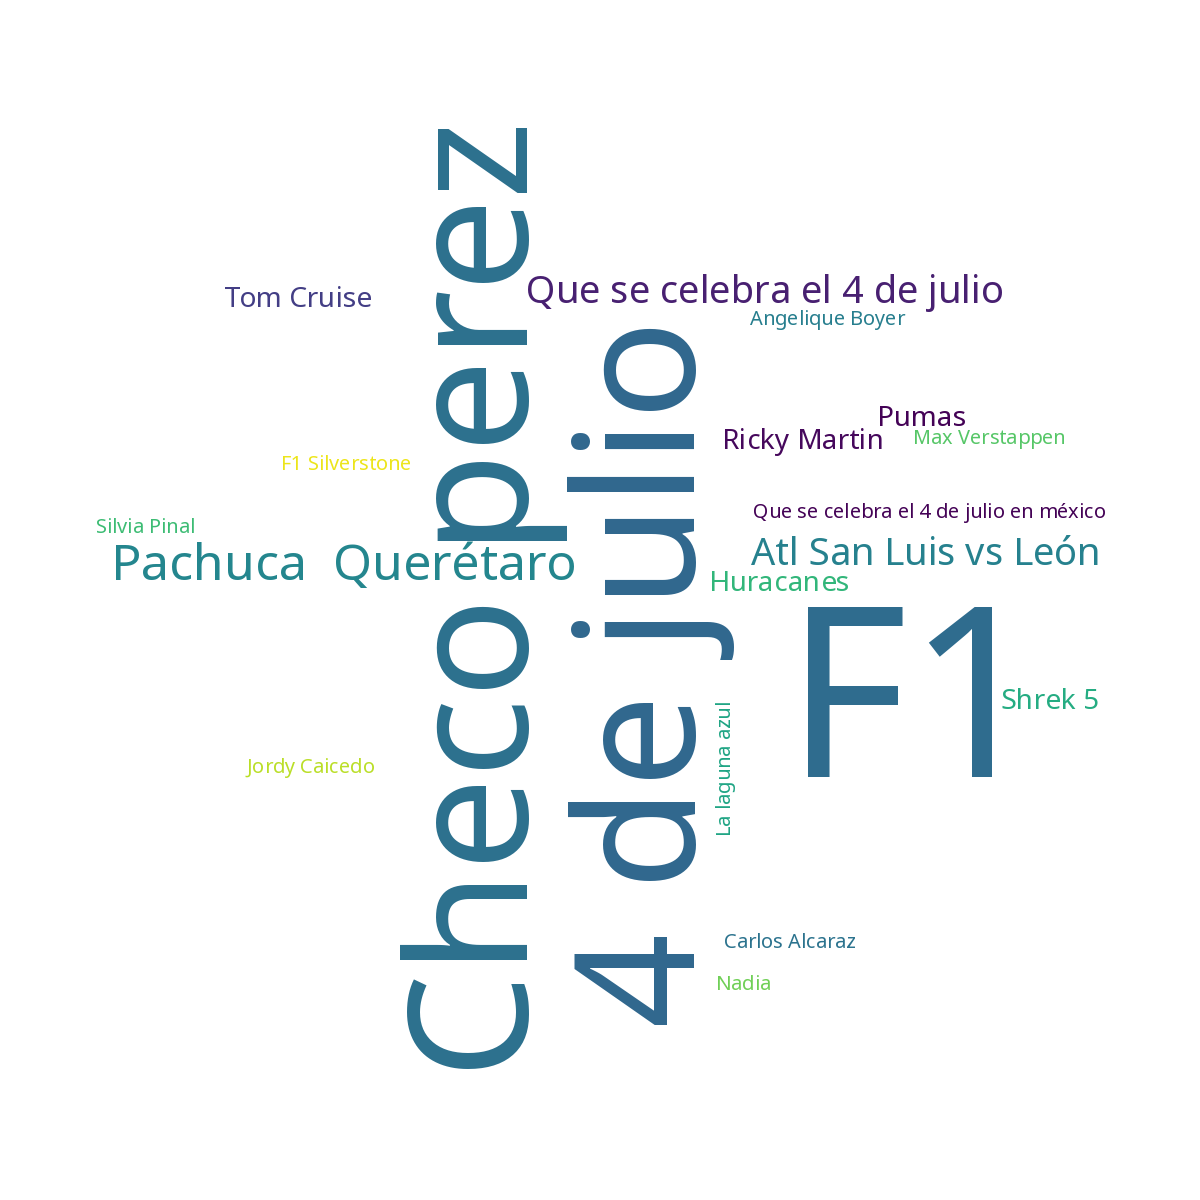 Checo perez
4 de julio
Tom Cruise
Que se celebra el 4 de julio
Angelique Boyer
Pumas
Ricky Martin
Max Verstappen
F1 Silverstone
Silvia Pinal
Que se celebra el 4 de julio en méxico
Pachuca  Querétaro
Atl San Luis vs León
Huracanes
F1
Shrek 5
La laguna azul
Jordy Caicedo
Carlos Alcaraz
Nadia